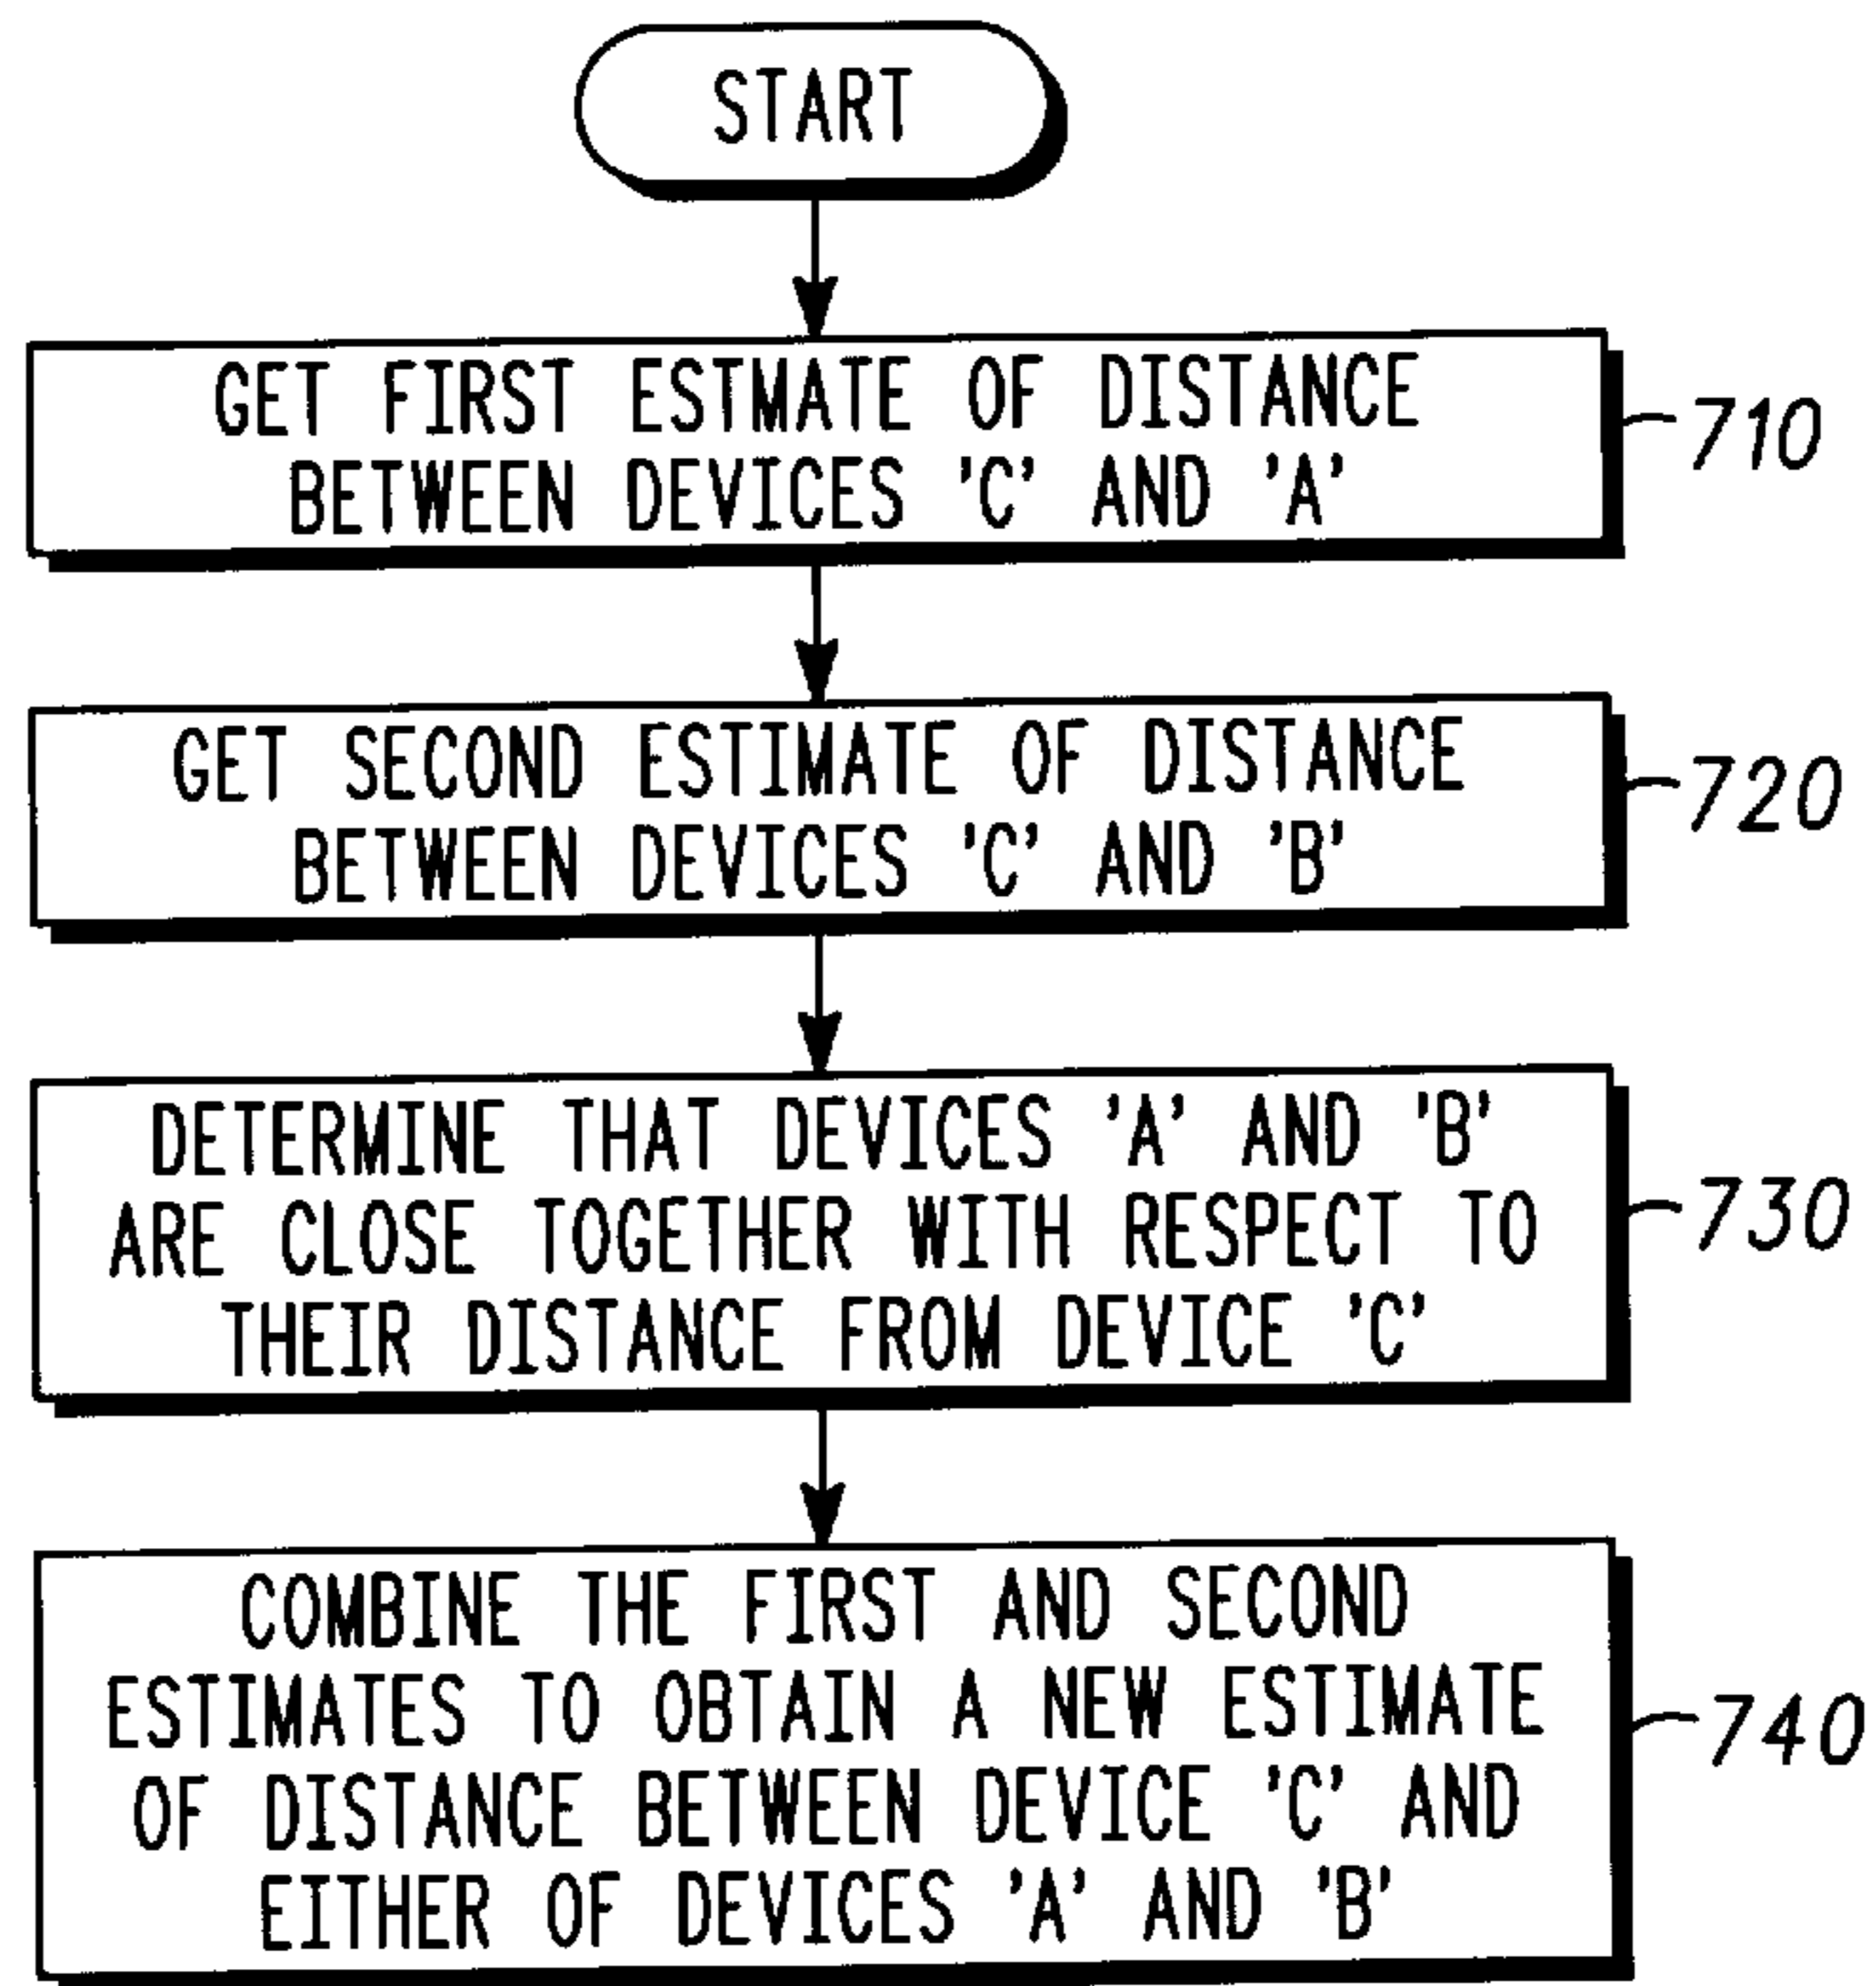 START
GET FIRST ESTMATE OF DISTANCE
BETWEEN DEVICES 'C' AND 'A'
710
GET SECOND ESTIMATE OF DISTANCE
BETWEEN DEVICES 'C' AND 'B'
720
DETERMINE THAT DEVICES 'A' AND 'B'
ARE CLOSE TOGETHER WITH RESPECT TO
THEIR DISTANCE FROM DEVICE 'C'
730
COMBINE THE FIRST AND SECOND
ESTIMATES TO OBTAIN A NEW ESTIMATE
OF DISTANCE BETWEEN DEVICE 'C' AND
EITHER OF DEVICES 'A' AND 'B'
740